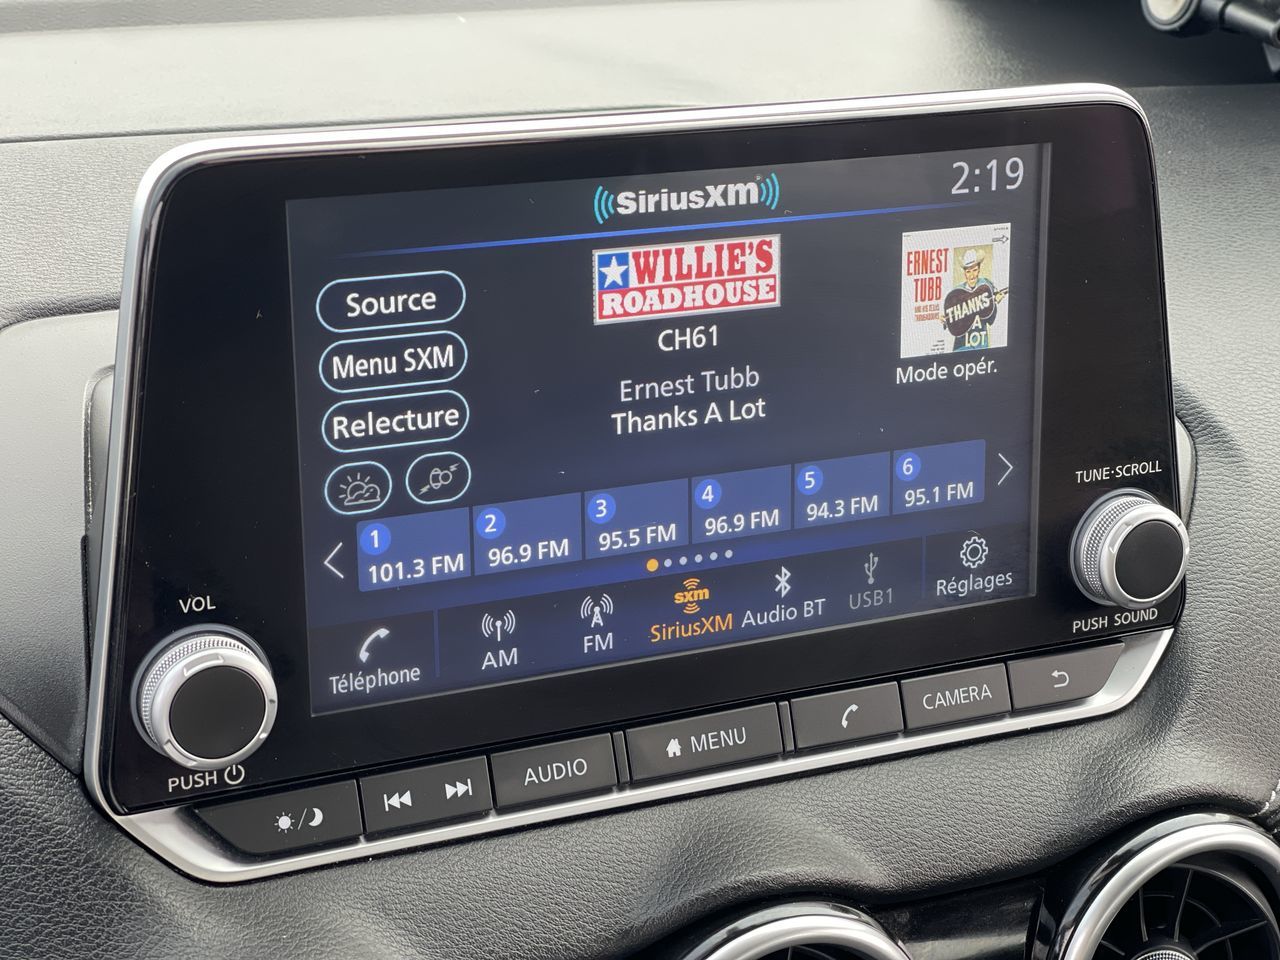 SiriusXM
2:19
Source
Menu SXM
Relecture
WILLIE'S
ROADHOUSE
CH61
Ernest Tubb
Thanks A Lot
ERNEST
TUBB
THANKS
A
LOT
Mode opér.
1
101.3 FM
2
96.9 FM
3
95.5 FM
4
96.9 FM
5
94.3 FM
6
95.1 FM
Téléphone
AM
FM
sxm
SiriusXM
Audio BT
USB1
Réglages
VOL
PUSH
TUNE·SCROLL
PUSH SOUND
AUDIO
MENU
CAMERA